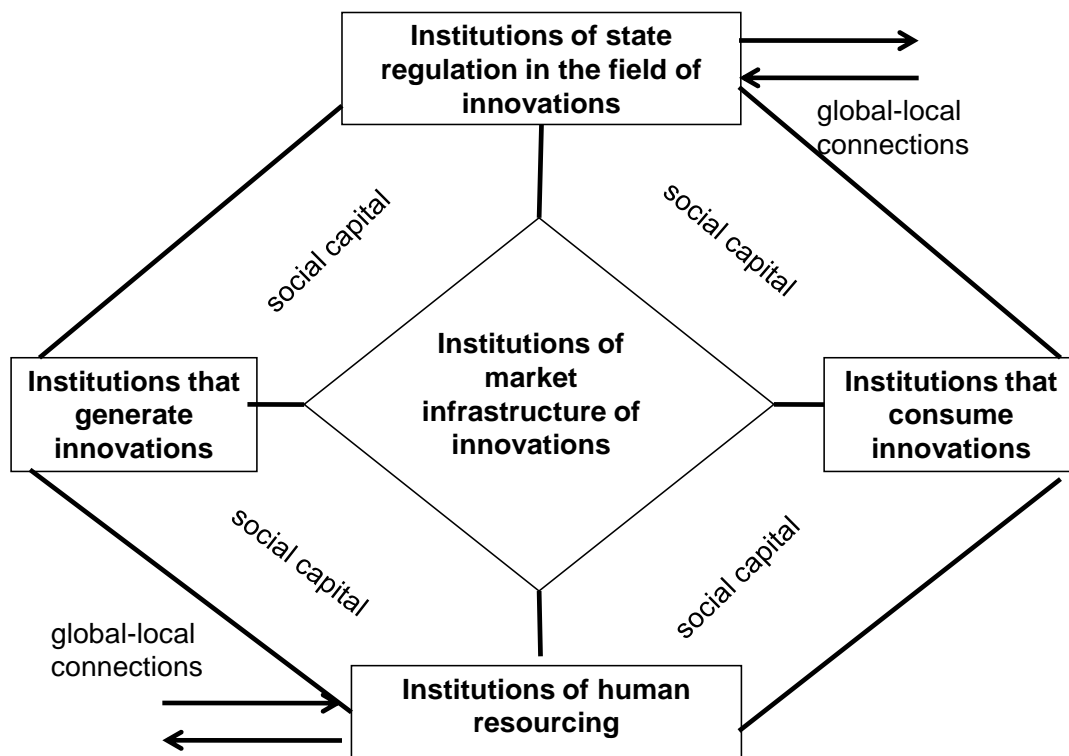 Institutions of state
regulation in the field of
innovations
global-local
connections
social capital
social capital
Institutions that
generate
innovations
Institutions of
market
infrastructure of
innovations
Institutions that
consume
innovations
social capital
social capital
global-local
connections
Institutions of human
resourcing